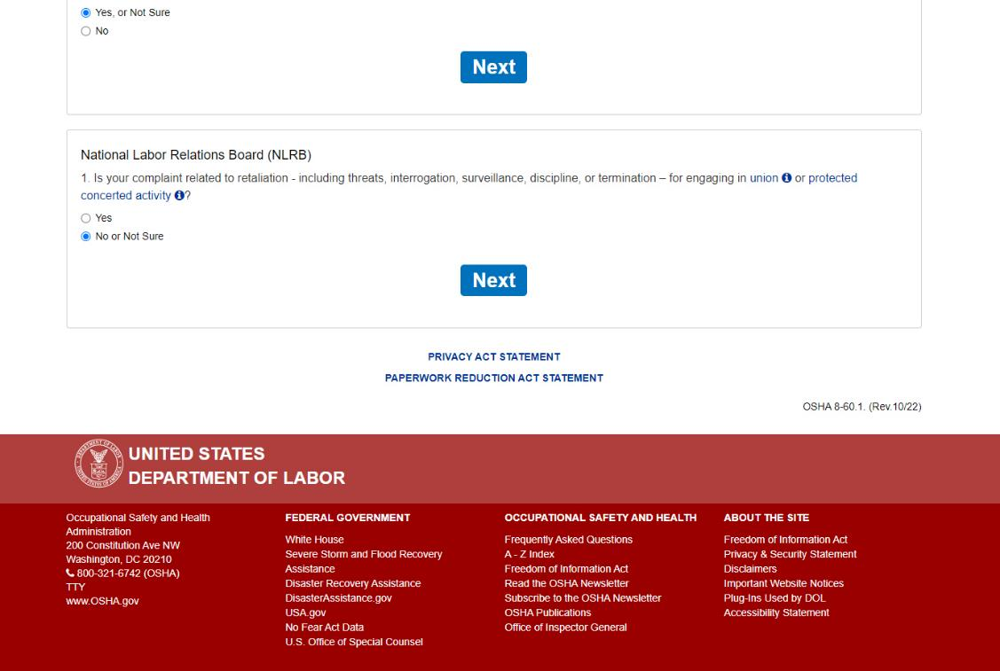 Yes, or Not Sure
No
Next
National Labor Relations Board (NLRB)
1. Is your complaint related to retaliation - including threats, interrogation, surveillance, discipline, or termination – for engaging in union or protected
concerted activity ?
Yes
No or Not Sure
Next
PRIVACY ACT STATEMENT
PAPERWORK REDUCTION ACT STATEMENT
OSHA 8-60.1. (Rev.10/22)
UNITED STATES
DEPARTMENT OF LABOR
Occupational Safety and Health
Administration
200 Constitution Ave NW
Washington, DC 20210
800-321-6742 (OSHA)
TTY
www.OSHA.gov
FEDERAL GOVERNMENT
White House
Severe Storm and Flood Recovery
Assistance
Disaster Recovery Assistance
DisasterAssistance.gov
USA.gov
No Fear Act Data
U.S. Office of Special Counsel
OCCUPATIONAL SAFETY AND HEALTH
Frequently Asked Questions
A - Z Index
Freedom of Information Act
Read the OSHA Newsletter
Subscribe to the OSHA Newsletter
OSHA Publications
Office of Inspector General
ABOUT THE SITE
Freedom of Information Act
Privacy & Security Statement
Disclaimers
Important Website Notices
Plug-Ins Used by DOL
Accessibility Statement